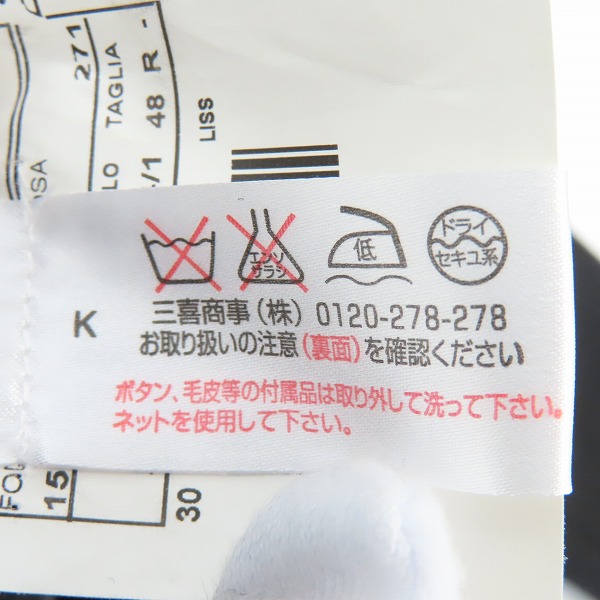 271
TAGLIA
48 R -
LISS
エンソ
サラシ
低
ドライ
セキユ系
K
三喜商事(株) 0120-278-278
お取り扱いの注意(裏面)を確認ください
ボタン、毛皮等の付属品は取り外して洗って下さい。
ネットを使用して下さい。
15
30